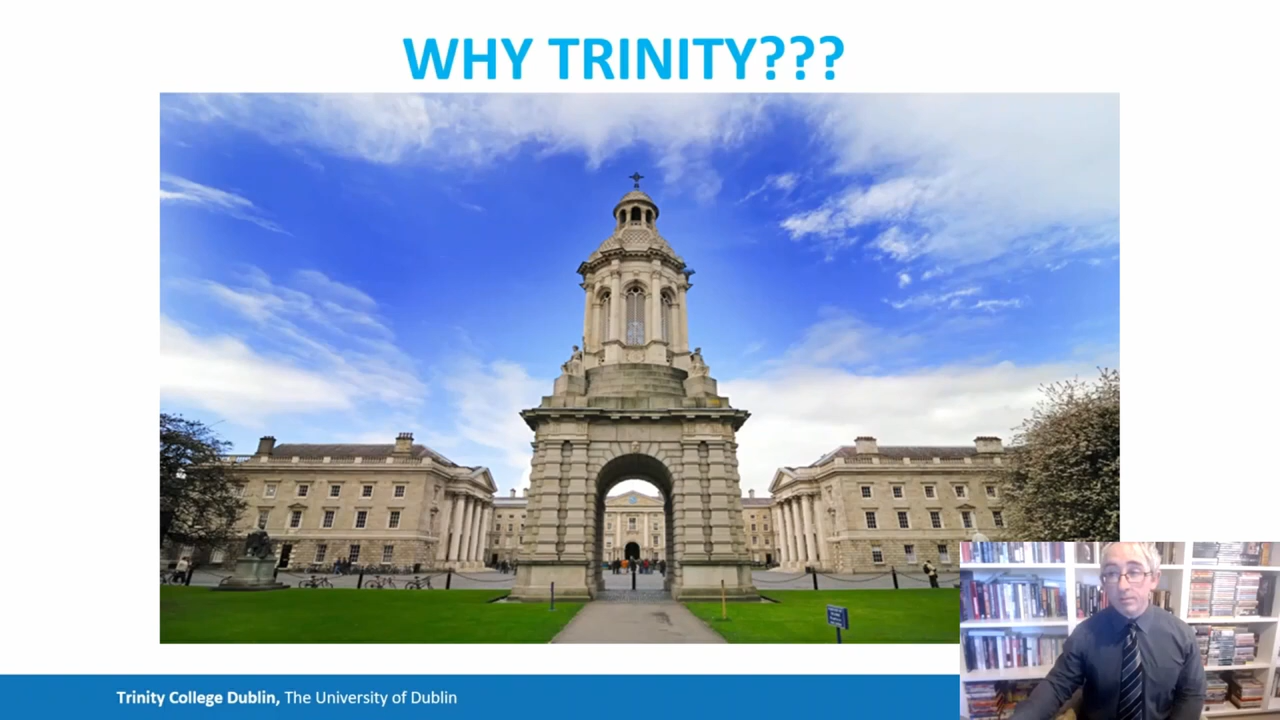 WHY TRINITY???
Trinity College Dublin, The University of Dublin